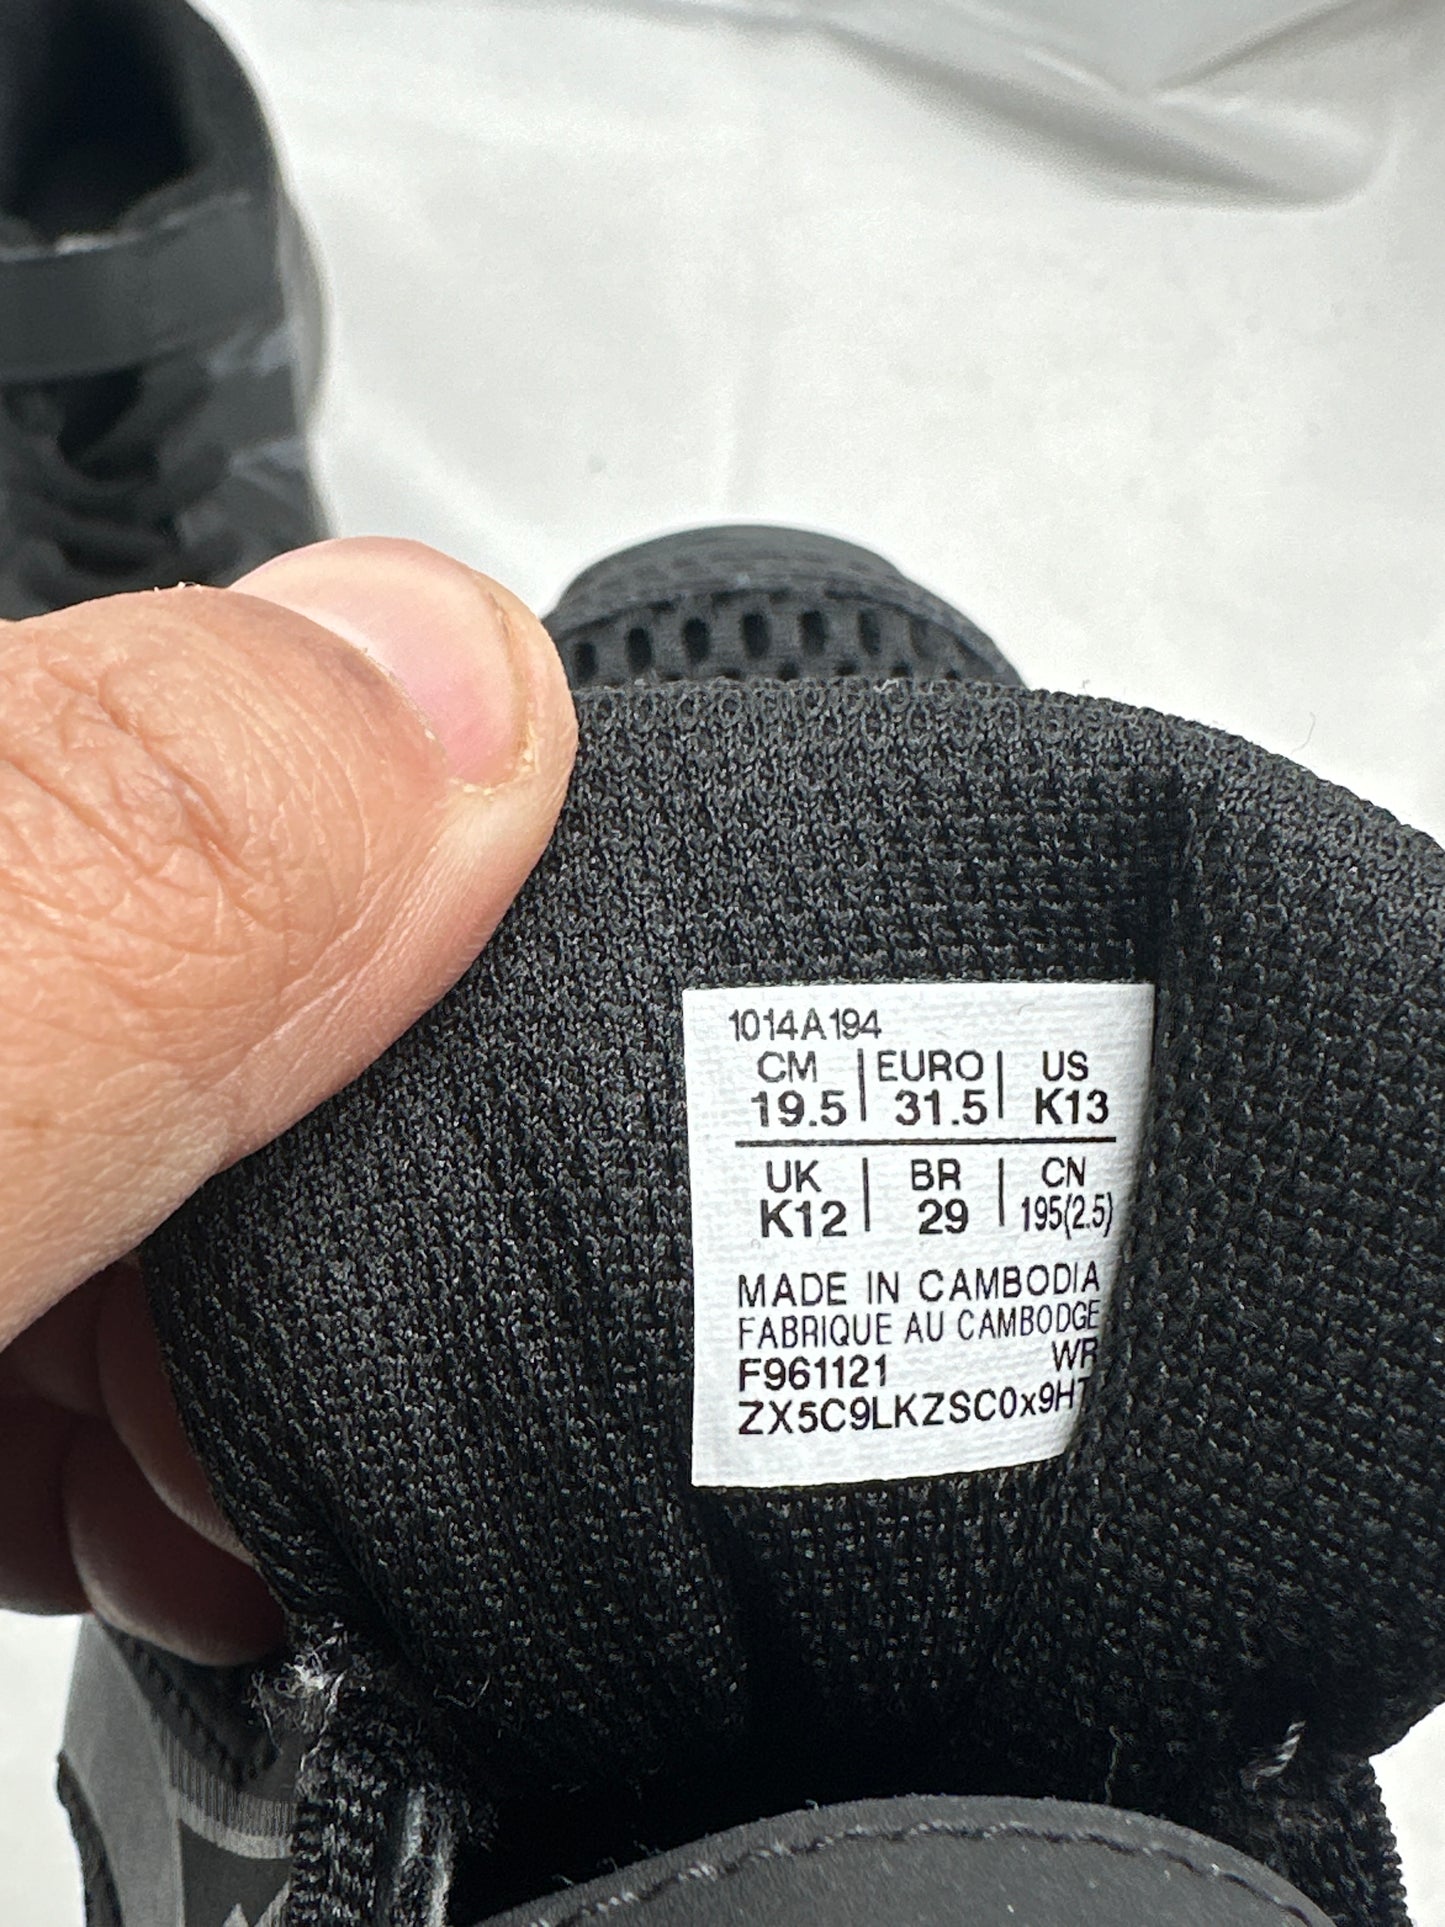 1014A194
CM | EURO | US
19.5 | 31.5 | K13
UK | BR | CN
K12 | 29 | 195(2.5)
MADE IN CAMBODIA
FABRIQUE AU CAMBODGE
F961121 WR
ZX5C9LKZSC0x9HT